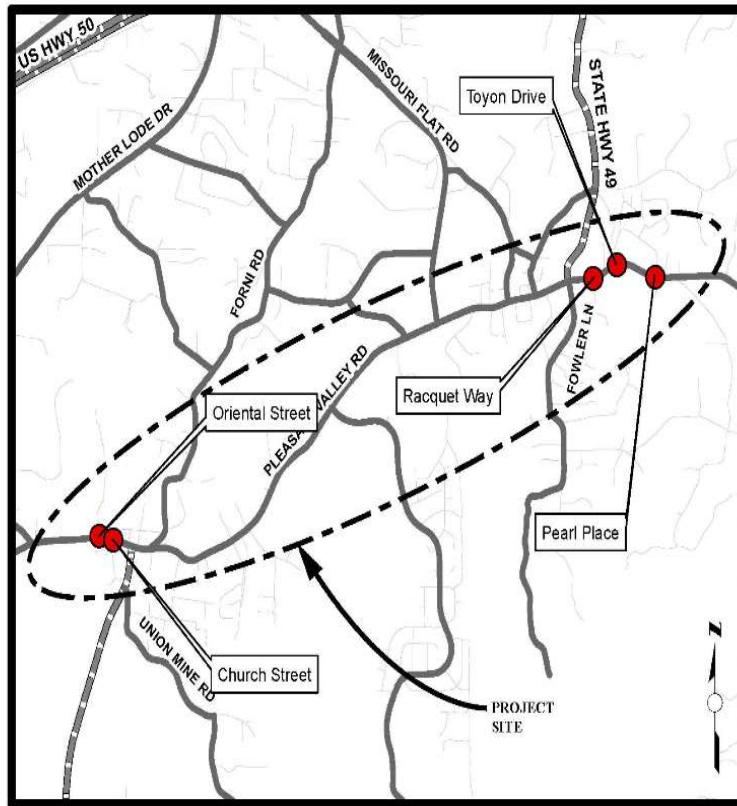 US HWY 50
MOTHER LODE DR
MISSOURI FLAT RD
Toyon Drive
STATE HWY 49
FORNI RD
Oriental Street
PLEASA VALLEY RD
Racquet Way
FOWLER LN
Pearl Place
UNION MINE RD
Church Street
PROJECT
SITE
N